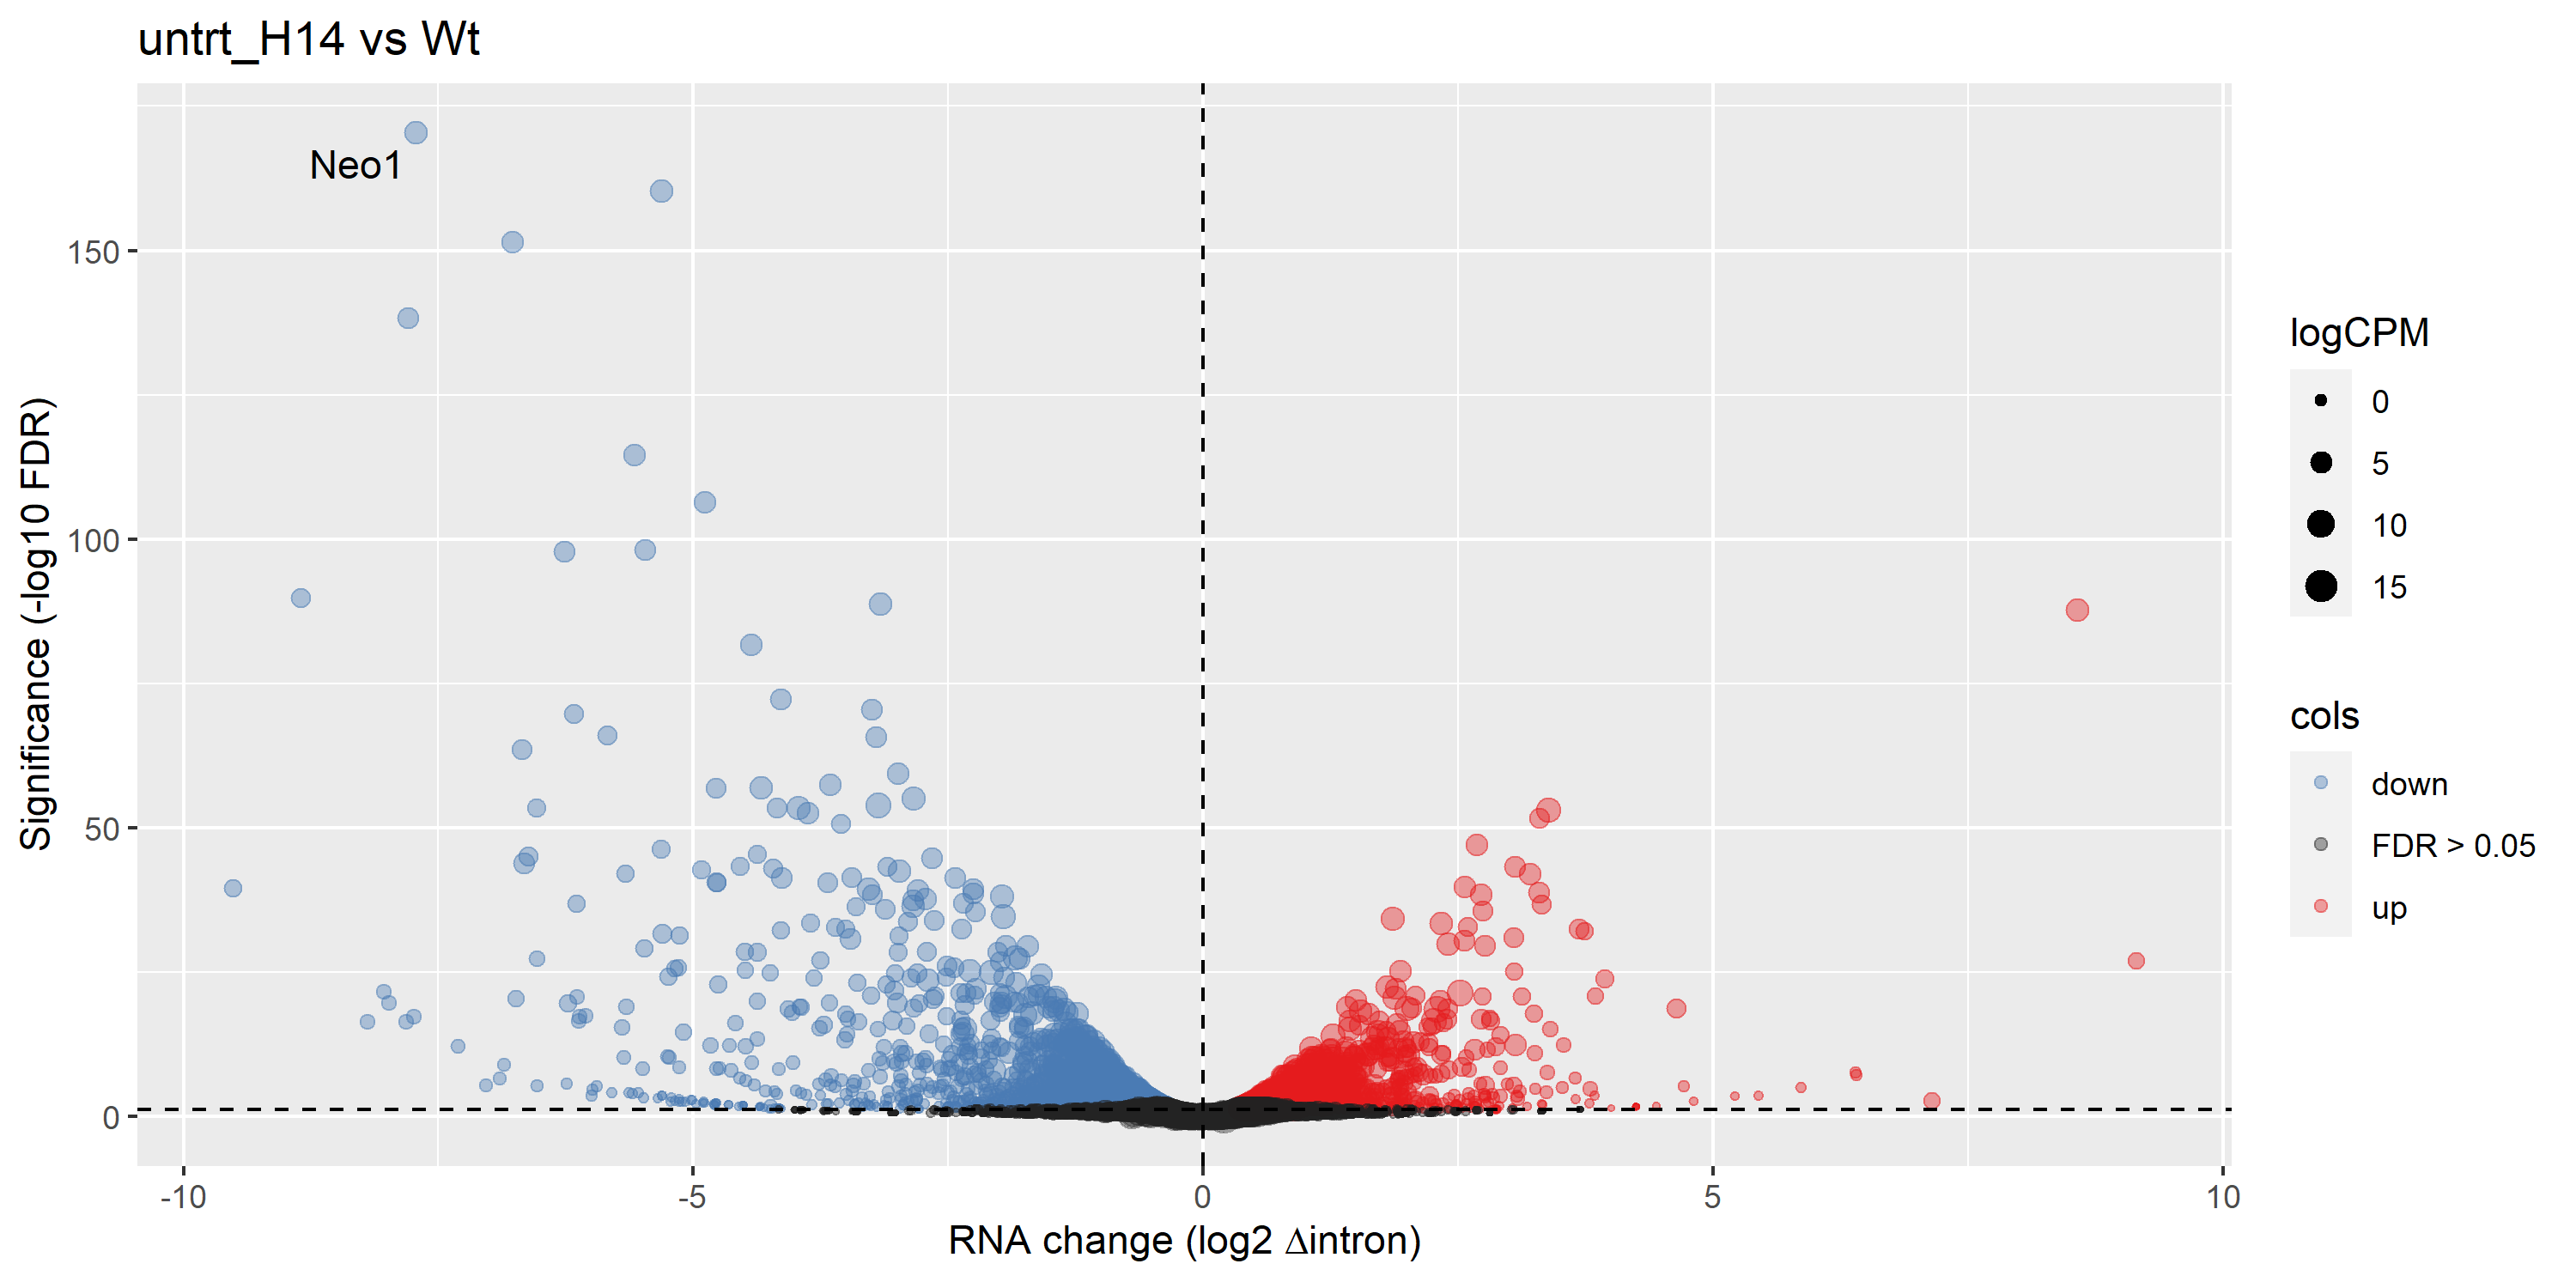 untrt_H14 vs Wt
Neo1
Significance (-log10 FDR)
150
100
50
0
-10
-5
0
5
10
RNA change (log2 Δintron)
logCPM
0
5
10
15
cols
down
FDR > 0.05
up